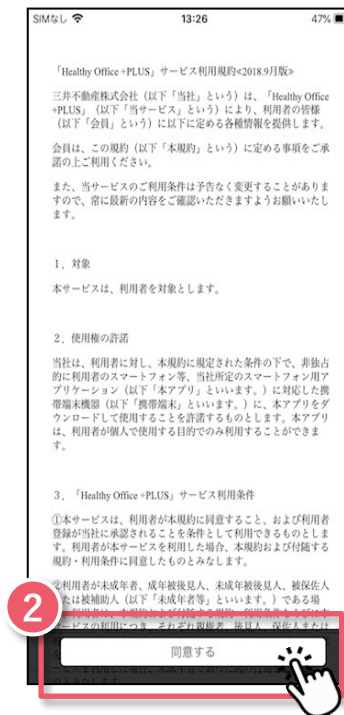 SIMなし 13:26 47%
「Healthy Office +PLUS」サービス利用規約≪2018.9月版≫
三井不動産株式会社（以下「当社」という）は、「Healthy Office
+PLUS」（以下「当サービス」という）により、利用者の皆様
（以下「会員」という）に以下に定める各種情報を提供します。
会員は、この規約（以下「本規約」という）に定める事項をご承
諾の上ご利用ください。
また、当サービスのご利用条件は予告なく変更することがありま
すので、常に最新の内容をご確認いただきますようお願いいたし
ます。
1．対象
本サービスは、利用者を対象とします。
2．使用権の許諾
当社は、利用者に対し、本規約に規定された条件の下で、非独占
的に利用者のスマートフォン等、当社所定のスマートフォン用ア
プリケーション（以下「本アプリ」といいます。）に対応した携
帯端末機器（以下「携帯端末」といいます。）に、本アプリをダ
ウンロードして使用することを許諾するものとします。本アプリ
は、利用者が個人で使用する目的でのみ利用することができま
す。
3．「Healthy Office +PLUS」サービス利用条件
①本サービスは、利用者が本規約に同意すること、および利用者
登録が当社に承認されることを条件として利用できるものとしま
す。利用者が本サービスを利用した場合、本規約および付随する
規約・利用条件に同意したものとみなします。
②利用者が未成年者、成年被後見人、未成年被後見人、被保佐人
たは被補助人（以下「未成年者等」といいます。）である場
2
同意する